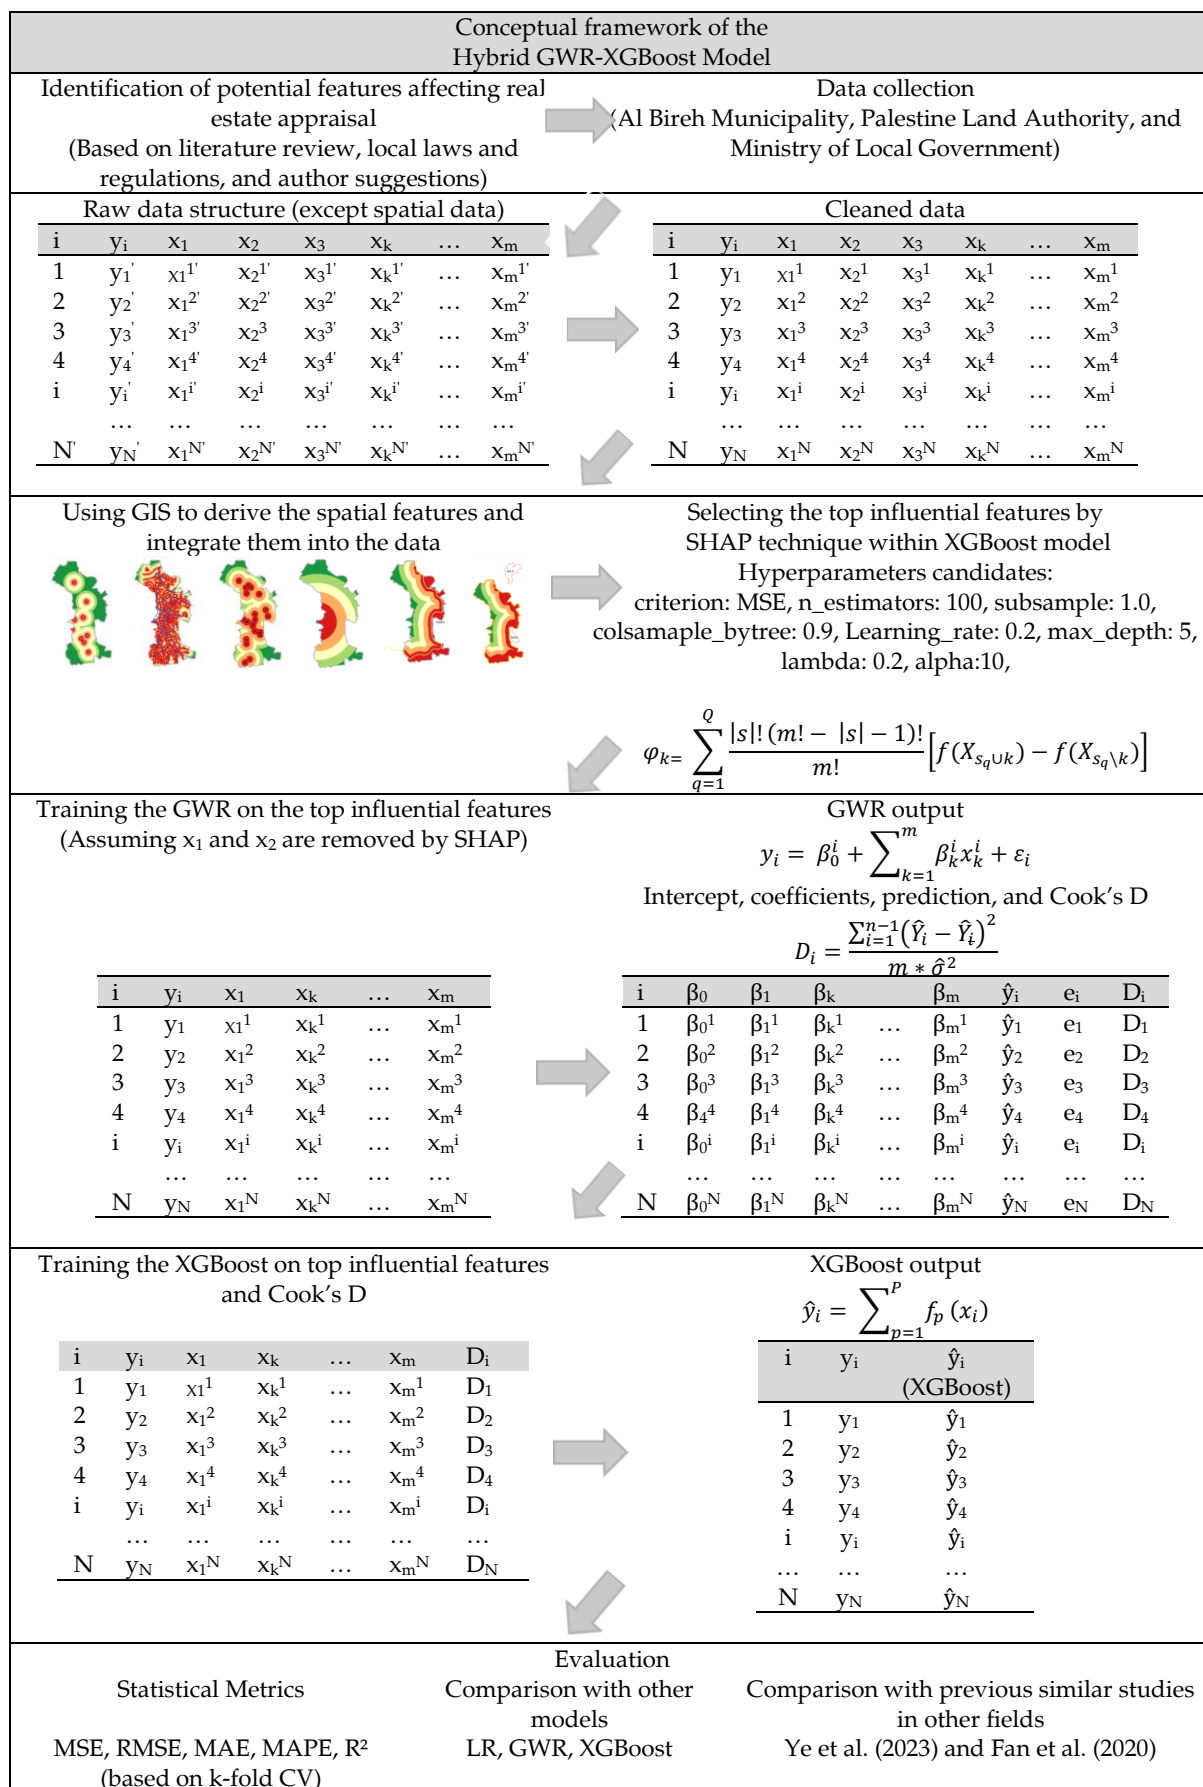 Conceptual framework of the
Hybrid GWR-XGBoost Model
Identification of potential features affecting real
estate appraisal
(Based on literature review, local laws and
regulations, and author suggestions)
Data collection
(Al Bireh Municipality, Palestine Land Authority, and
Ministry of Local Government)
Raw data structure (except spatial data)
i yᵢ x₁ x₂ x₃ xₖ … xₘ
1 y₁' x₁¹' x₂¹' x₃¹' xₖ¹' … xₘ¹'
2 y₂' x₁²' x₂²' x₃²' xₖ²' … xₘ²'
3 y₃' x₁³' x₂³ x₃³' xₖ³' … xₘ³'
4 y₄' x₁⁴' x₂⁴ x₃⁴' xₖ⁴' … xₘ⁴'
i yᵢ' x₁ⁱ' x₂ⁱ x₃ⁱ' xₖⁱ' … xₘⁱ'
… … … … … … …
N' y_N' x₁ᴺ' x₂ᴺ' x₃ᴺ' xₖᴺ' … xₘᴺ'
Cleaned data
i yᵢ x₁ x₂ x₃ xₖ … xₘ
1 y₁ x₁¹ x₂¹ x₃¹ xₖ¹ … xₘ¹
2 y₂ x₁² x₂² x₃² xₖ² … xₘ²
3 y₃ x₁³ x₂³ x₃³ xₖ³ … xₘ³
4 y₄ x₁⁴ x₂⁴ x₃⁴ xₖ⁴ … xₘ⁴
i yᵢ x₁ⁱ x₂ⁱ x₃ⁱ xₖⁱ … xₘⁱ
… … … … … … …
N y_N x₁ᴺ x₂ᴺ x₃ᴺ xₖᴺ … xₘᴺ
Using GIS to derive the spatial features and
integrate them into the data
Selecting the top influential features by
SHAP technique within XGBoost model
Hyperparameters candidates:
criterion: MSE, n_estimators: 100, subsample: 1.0,
colsamaple_bytree: 0.9, Learning_rate: 0.2, max_depth: 5,
lambda: 0.2, alpha:10,
φₖ₌ ∑_{q=1}^{Q} |s|! (m! − |s| − 1)! / m! [f(X_{s_q∪k}) − f(X_{s_q\k})]
Training the GWR on the top influential features
(Assuming x₁ and x₂ are removed by SHAP)
i yᵢ x₁ xₖ … xₘ
1 y₁ x₁¹ xₖ¹ … xₘ¹
2 y₂ x₁² xₖ² … xₘ²
3 y₃ x₁³ xₖ³ … xₘ³
4 y₄ x₁⁴ xₖ⁴ … xₘ⁴
i yᵢ x₁ⁱ xₖⁱ … xₘⁱ
… … … … …
N y_N x₁ᴺ xₖᴺ … xₘᴺ
GWR output
yᵢ = β₀ⁱ + ∑_{k=1}^{m} βₖⁱxₖⁱ + εᵢ
Intercept, coefficients, prediction, and Cook's D
Dᵢ = ∑_{i=1}^{n−1}(Ŷᵢ − Ŷᵢ̵)² / m ∗ σ̂²
i β₀ β₁ βₖ βₘ ŷᵢ eᵢ Dᵢ
1 β₀¹ β₁¹ βₖ¹ … βₘ¹ ŷ₁ e₁ D₁
2 β₀² β₁² βₖ² … βₘ² ŷ₂ e₂ D₂
3 β₀³ β₁³ βₖ³ … βₘ³ ŷ₃ e₃ D₃
4 β₄⁴ β₁⁴ βₖ⁴ … βₘ⁴ ŷ₄ e₄ D₄
i β₀ⁱ β₁ⁱ βₖⁱ … βₘⁱ ŷᵢ eᵢ Dᵢ
… … … … … … … …
N β₀ᴺ β₁ᴺ βₖᴺ … βₘᴺ ŷ_N e_N D_N
Training the XGBoost on top influential features
and Cook's D
i yᵢ x₁ xₖ … xₘ Dᵢ
1 y₁ x₁¹ xₖ¹ … xₘ¹ D₁
2 y₂ x₁² xₖ² … xₘ² D₂
3 y₃ x₁³ xₖ³ … xₘ³ D₃
4 y₄ x₁⁴ xₖ⁴ … xₘ⁴ D₄
i yᵢ x₁ⁱ xₖⁱ … xₘⁱ Dᵢ
… … … … … …
N y_N x₁ᴺ xₖᴺ … xₘᴺ D_N
XGBoost output
ŷᵢ = ∑_{p=1}^{P} fₚ (xᵢ)
i yᵢ ŷᵢ
(XGBoost)
1 y₁ ŷ₁
2 y₂ ŷ₂
3 y₃ ŷ₃
4 y₄ ŷ₄
i yᵢ ŷᵢ
… … …
N y_N ŷ_N
Evaluation
Statistical Metrics
MSE, RMSE, MAE, MAPE, R²
(based on k-fold CV)
Comparison with other
models
LR, GWR, XGBoost
Comparison with previous similar studies
in other fields
Ye et al. (2023) and Fan et al. (2020)